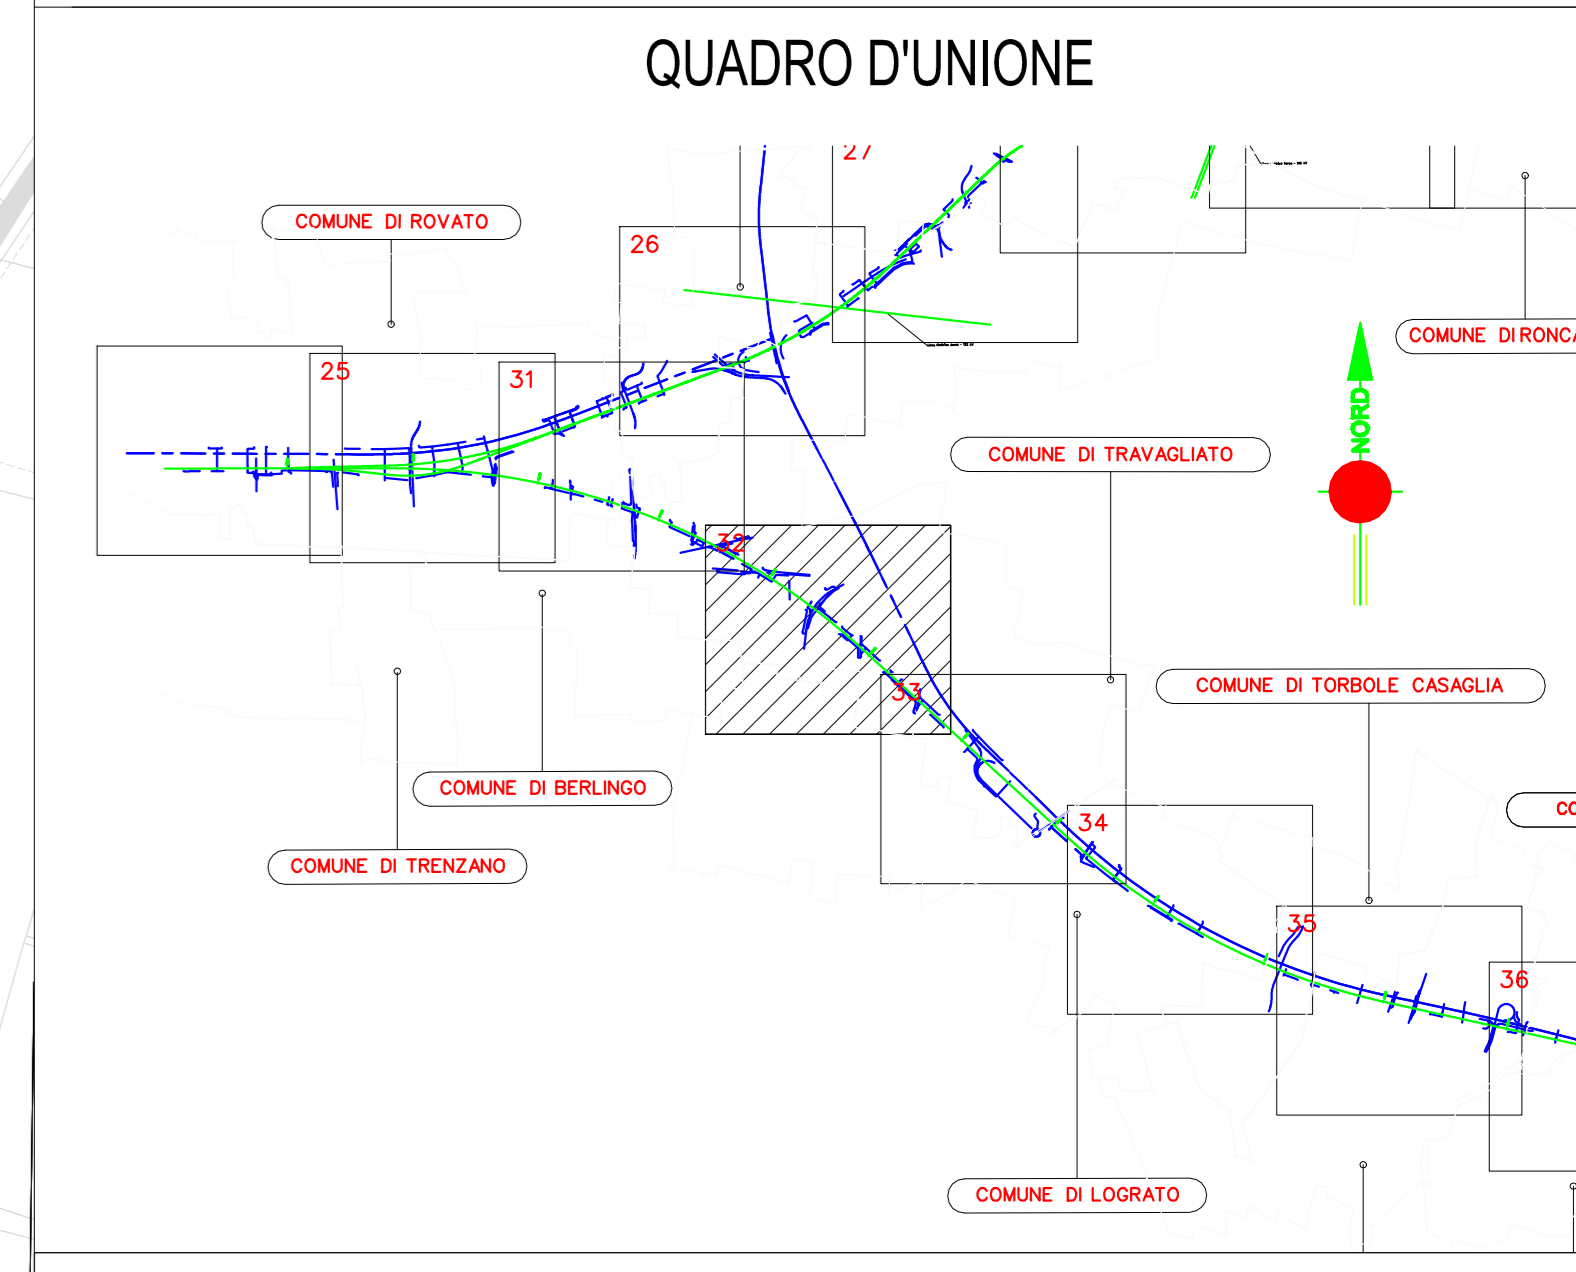 QUADRO D'UNIONE
27
COMUNE DI ROVATO
26
COMUNE DI RONCA
25
31
NORD
COMUNE DI TRAVAGLIATO
32
COMUNE DI TORBOLE CASAGLIA
33
COMUNE DI BERLINGO
CO
34
COMUNE DI TRENZANO
35
36
COMUNE DI LOGRATO